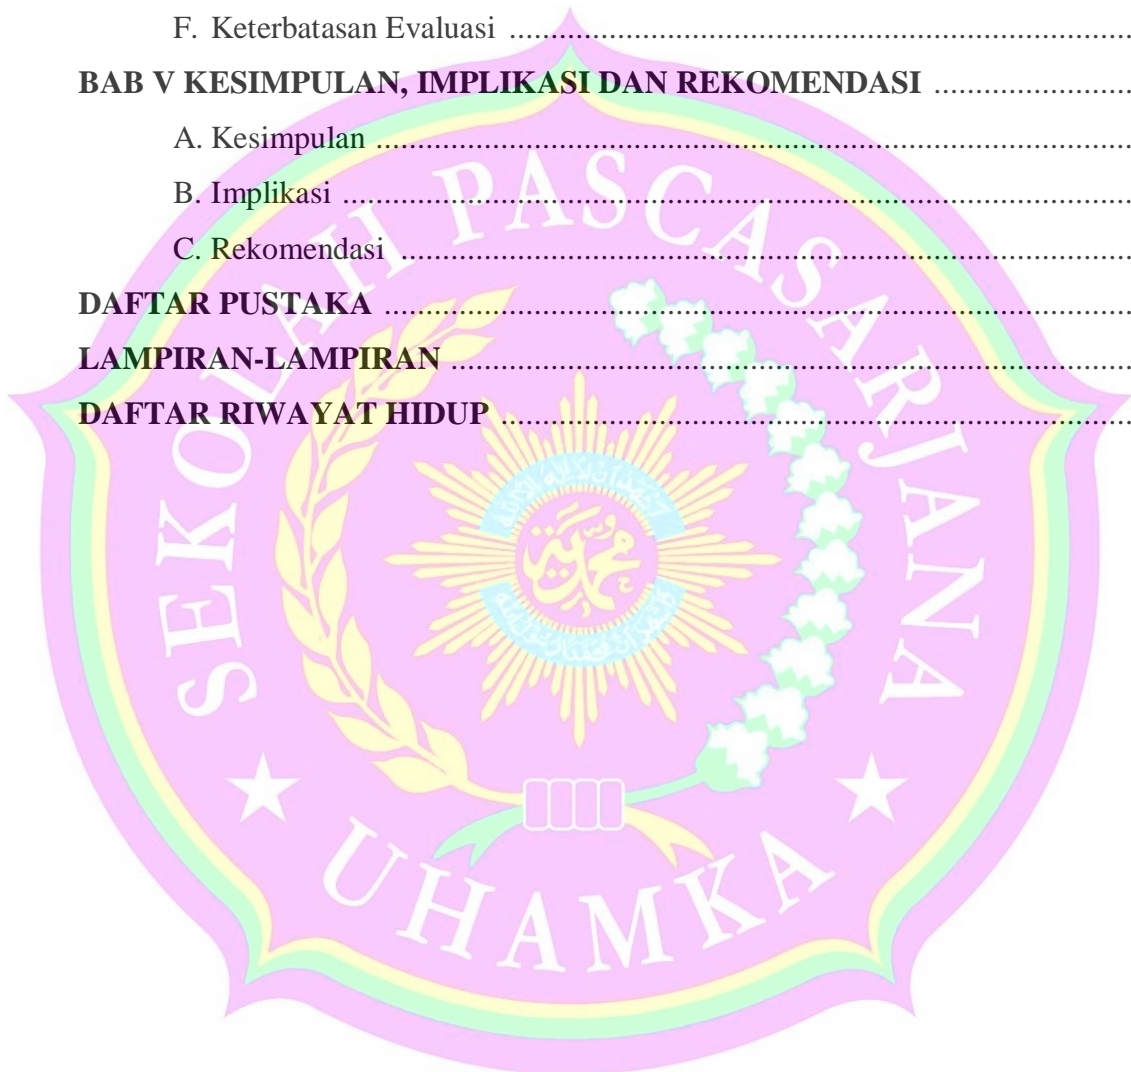 F. Keterbatasan Evaluasi ................................................................................
BAB V KESIMPULAN, IMPLIKASI DAN REKOMENDASI ........................
A. Kesimpulan ................................................................................................
B. Implikasi ....................................................................................................
C. Rekomendasi .............................................................................................
DAFTAR PUSTAKA ...............................................................................................
LAMPIRAN-LAMPIRAN ......................................................................................
DAFTAR RIWAYAT HIDUP ................................................................................
SEKOLAH PASCASARJANA
محمدية
★ UHAMKA ★